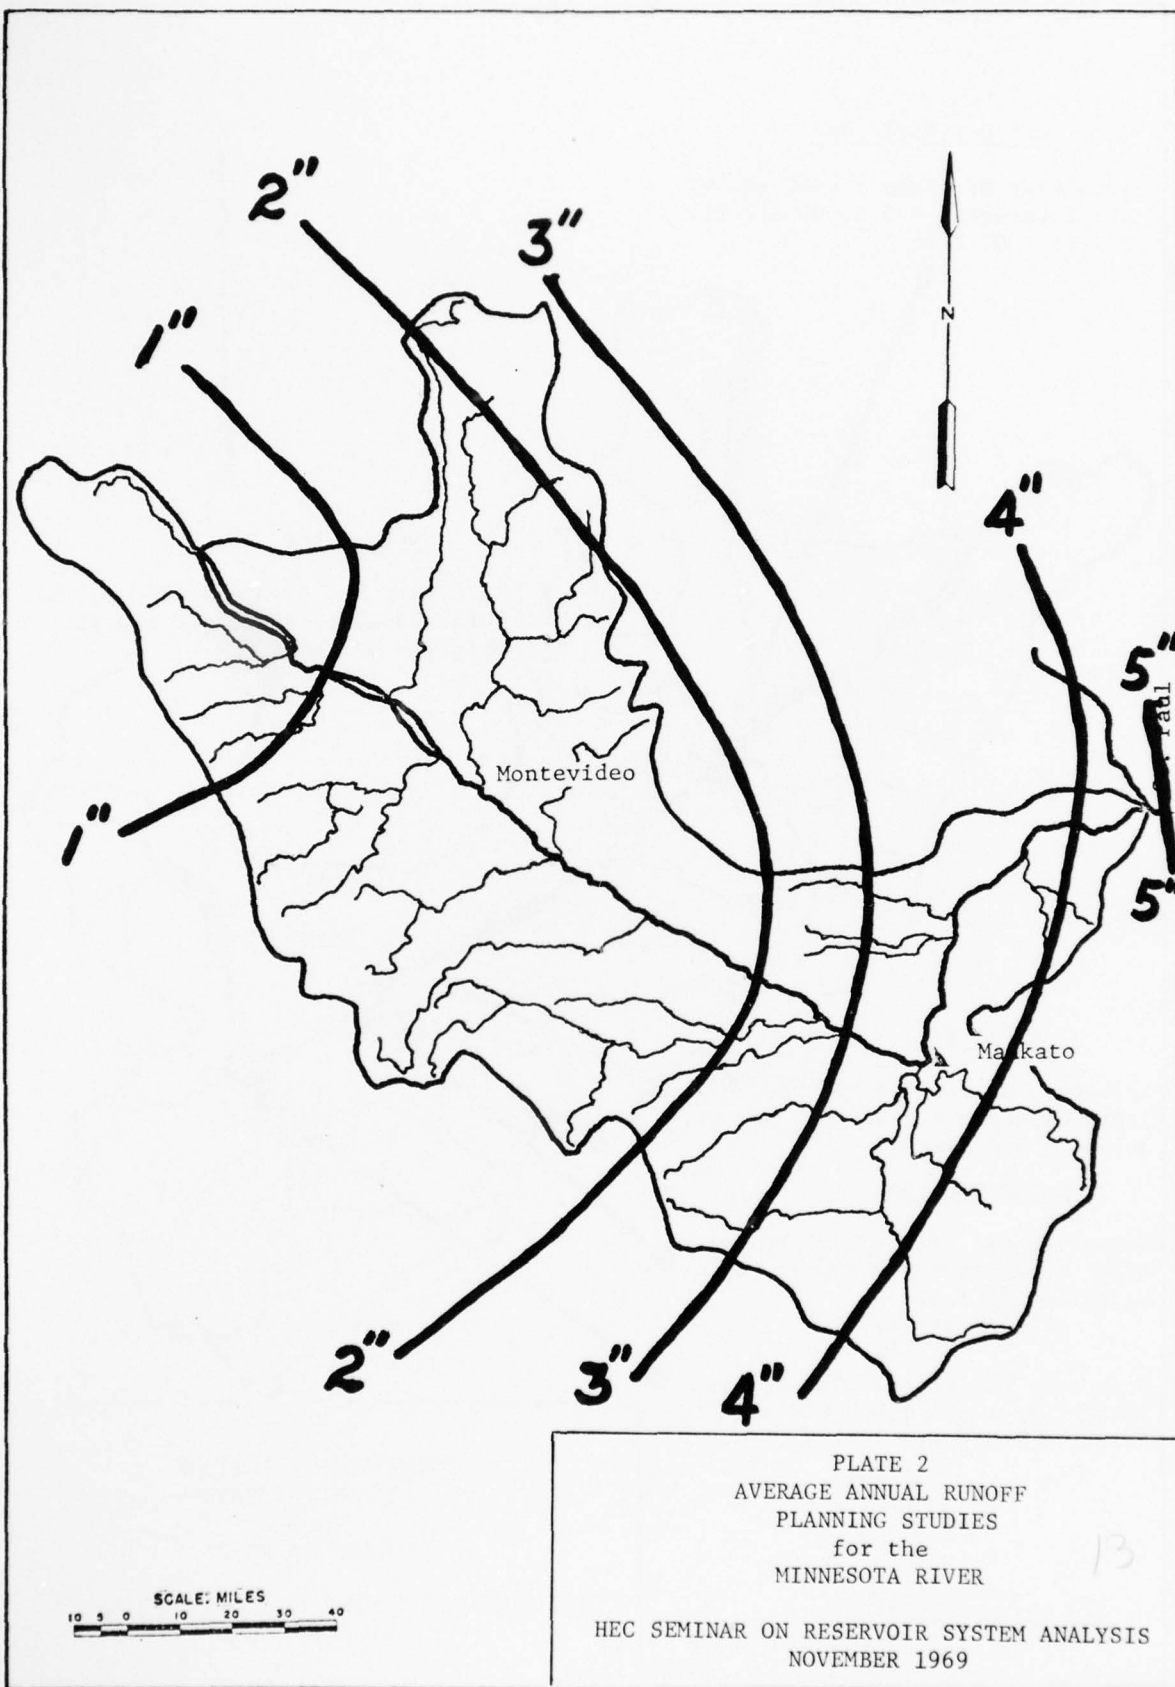 2"
3"
1"
N
4"
5"
Paul
Montevideo
1"
5"
Mankato
2"
3"
4"
PLATE 2
AVERAGE ANNUAL RUNOFF
PLANNING STUDIES
for the
MINNESOTA RIVER
13
HEC SEMINAR ON RESERVOIR SYSTEM ANALYSIS
NOVEMBER 1969
SCALE: MILES
10 5 0 10 20 30 40